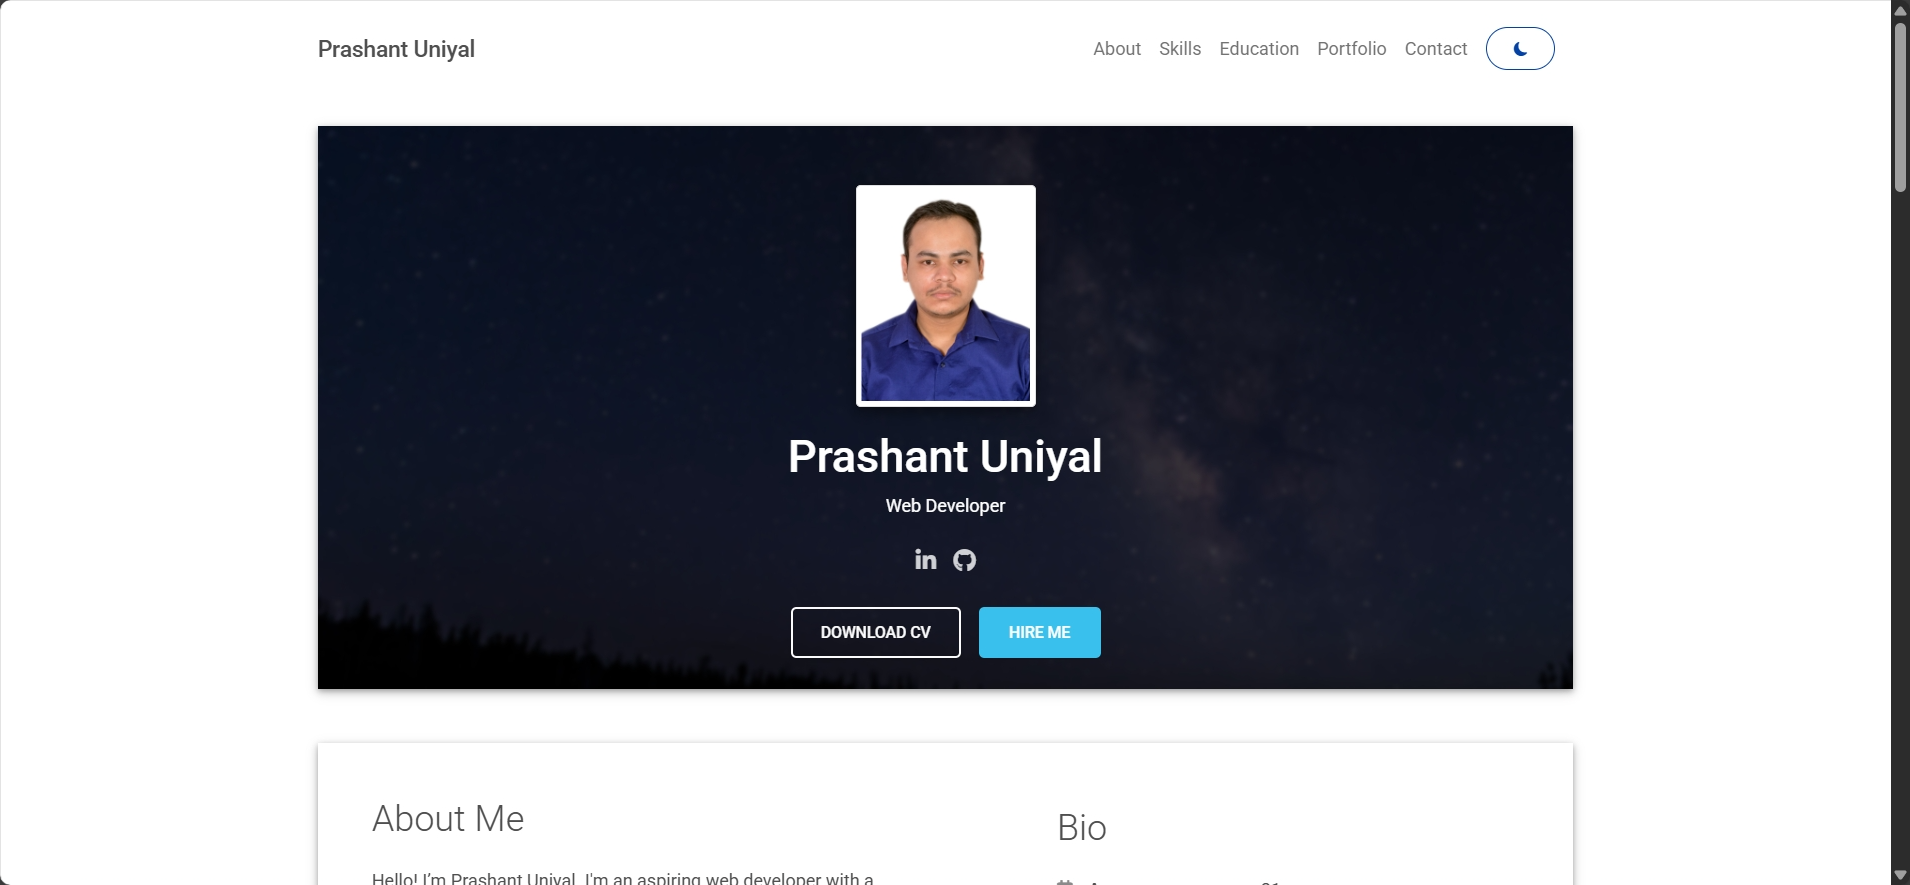 Prashant Uniyal
About Skills Education Portfolio Contact
Prashant Uniyal
Web Developer
in
DOWNLOAD CV HIRE ME
About Me
Bio
Hello! I’m Prashant Uniyal. I'm an aspiring web developer with a